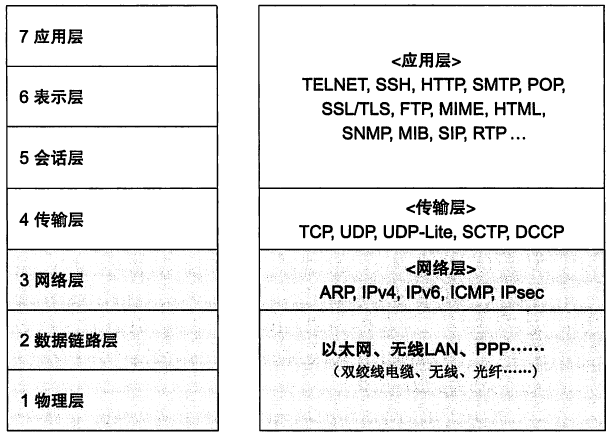 7 应用层
6 表示层
5 会话层
4 传输层
3 网络层
2 数据链路层
1 物理层
<应用层>
TELNET, SSH, HTTP, SMTP, POP,
SSL/TLS, FTP, MIME, HTML,
SNMP, MIB, SIP, RTP ...
<传输层>
TCP, UDP, UDP-Lite, SCTP, DCCP
<网络层>
ARP, IPv4, IPv6, ICMP, IPsec
以太网、无线LAN、PPP……
（双绞线电缆、无线、光纤……）